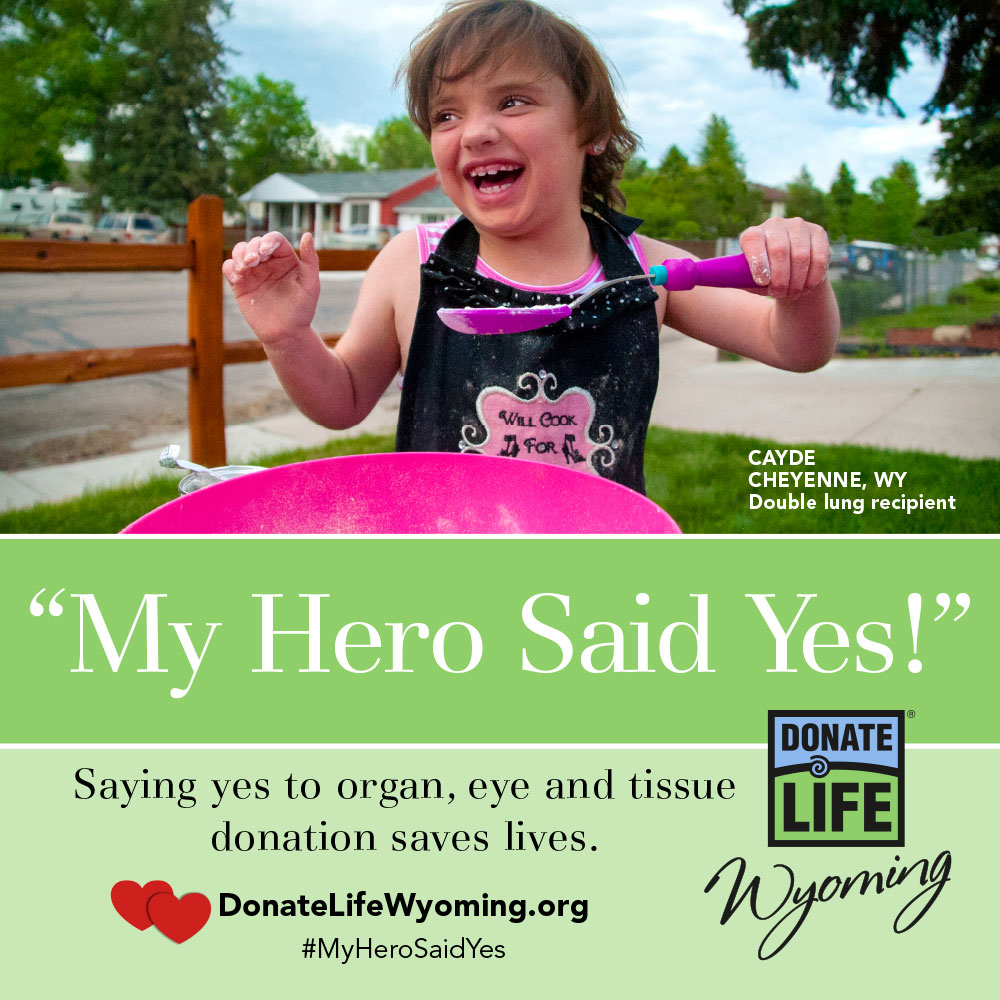 WILL COOK
FOR
CAYDE
CHEYENNE, WY
Double lung recipient
“My Hero Said Yes!”
DONATE ®
LIFE
Wyoming
Saying yes to organ, eye and tissue
donation saves lives.
DonateLifeWyoming.org
#MyHeroSaidYes